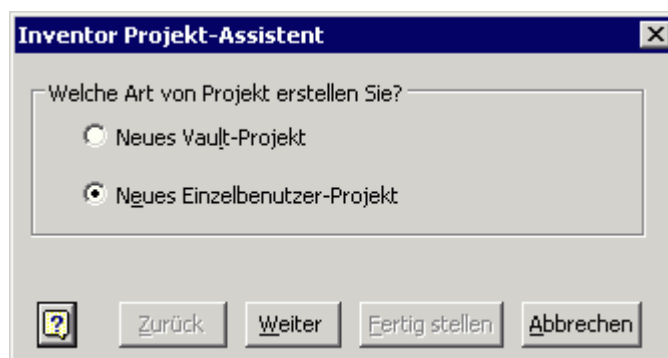 Inventor Projekt-Assistent
Welche Art von Projekt erstellen Sie?
Neues Vault-Projekt
Neues Einzelbenutzer-Projekt
Zurück Weiter Fertig stellen Abbrechen